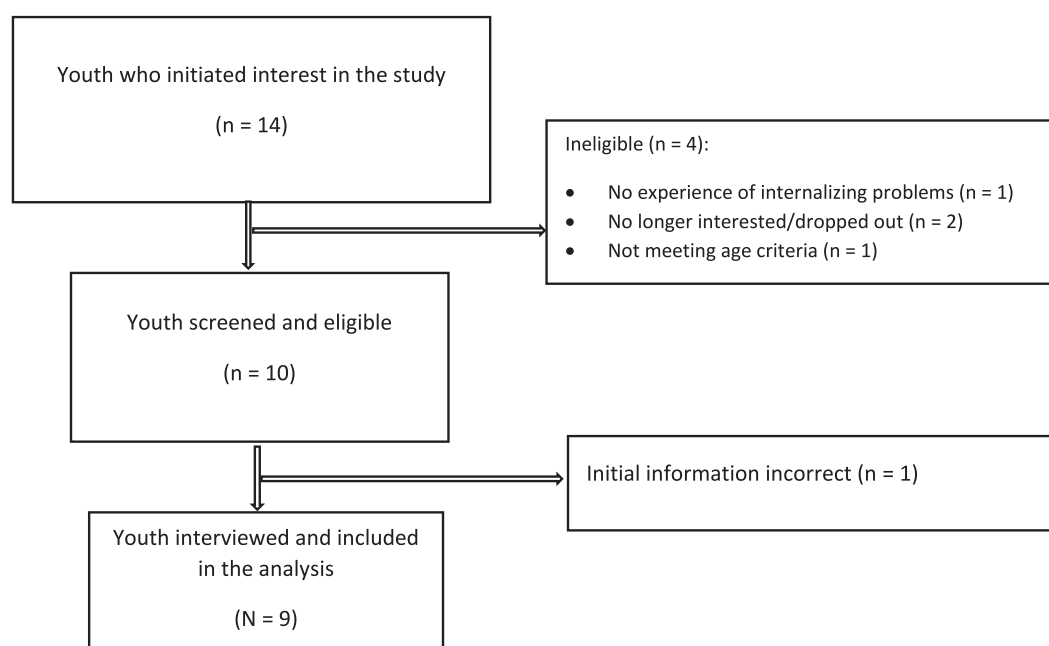 Youth who initiated interest in the study
(n = 14)
Ineligible (n = 4):
• No experience of internalizing problems (n = 1)
• No longer interested/dropped out (n = 2)
• Not meeting age criteria (n = 1)
Youth screened and eligible
(n = 10)
Initial information incorrect (n = 1)
Youth interviewed and included
in the analysis
(N = 9)